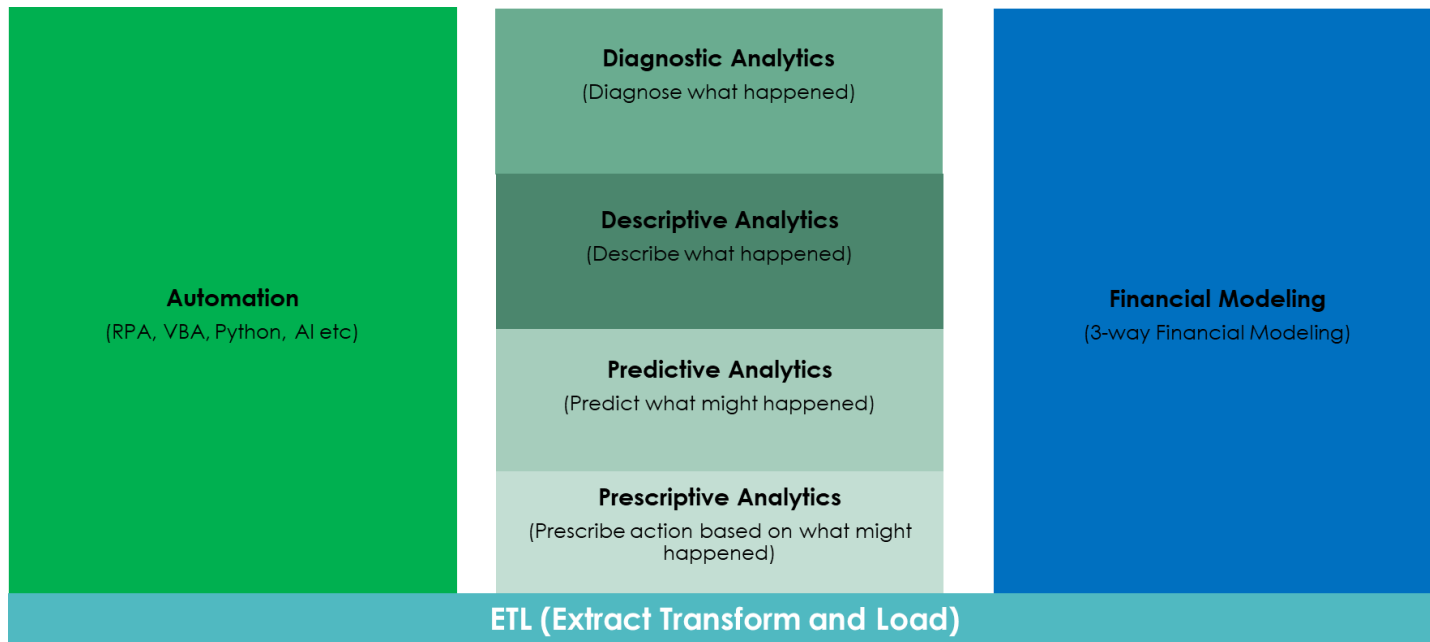 Automation
(RPA, VBA, Python, AI etc)
Diagnostic Analytics
(Diagnose what happened)
Descriptive Analytics
(Describe what happened)
Predictive Analytics
(Predict what might happened)
Prescriptive Analytics
(Prescribe action based on what might
happened)
Financial Modeling
(3-way Financial Modeling)
ETL (Extract Transform and Load)